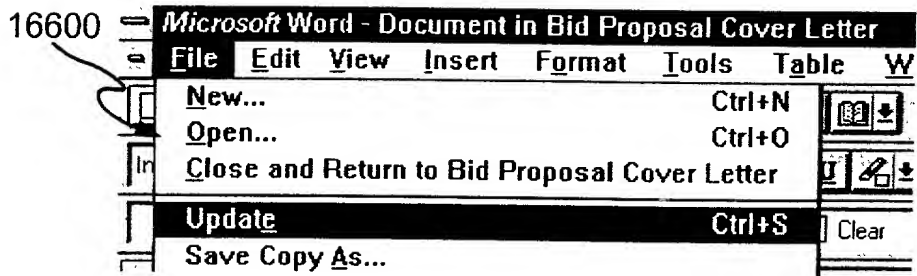 16600
Microsoft Word - Document in Bid Proposal Cover Letter
File Edit View Insert Format Tools Table W
New... Ctrl+N
Open... Ctrl+O
In
Close and Return to Bid Proposal Cover Letter
Update Ctrl+S
Clear
Save Copy As...